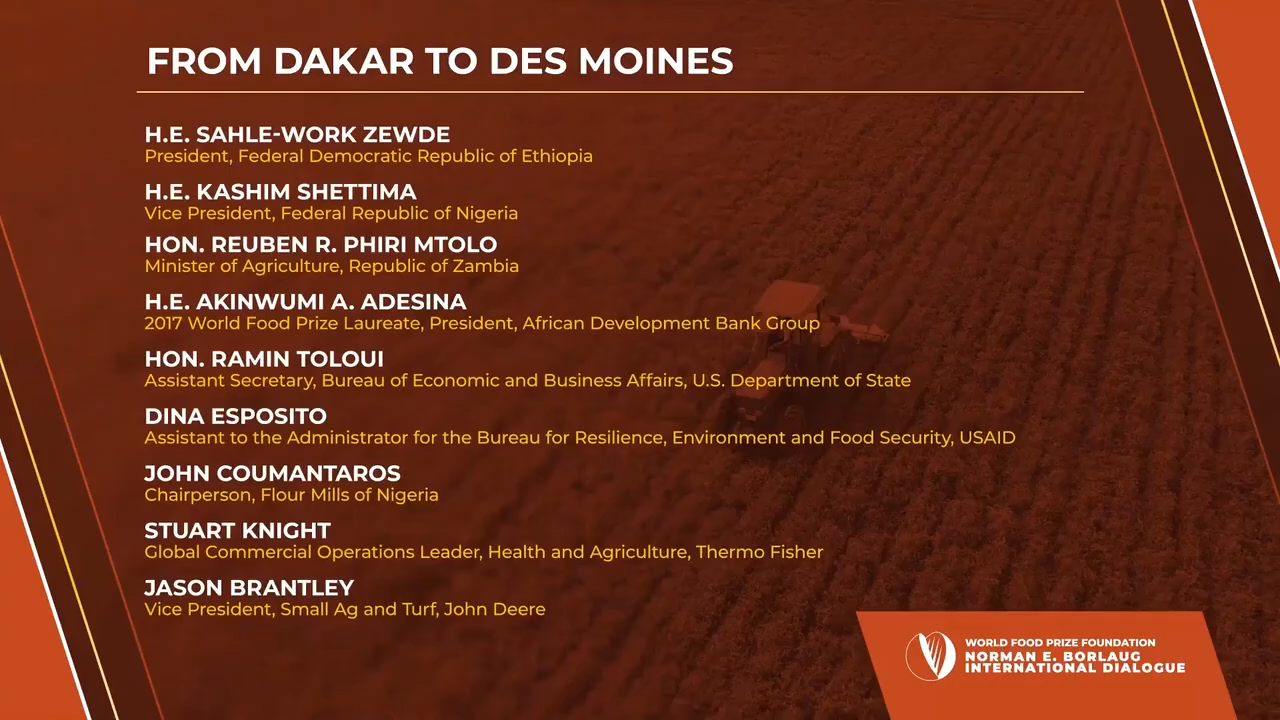 FROM DAKAR TO DES MOINES
H.E. SAHLE-WORK ZEWDE
President, Federal Democratic Republic of Ethiopia
H.E. KASHIM SHETTIMA
Vice President, Federal Republic of Nigeria
HON. REUBEN R. PHIRI MTOLO
Minister of Agriculture, Republic of Zambia
H.E. AKINWUMI A. ADESINA
2017 World Food Prize Laureate, President, African Development Bank Group
HON. RAMIN TOLOUI
Assistant Secretary, Bureau of Economic and Business Affairs, U.S. Department of State
DINA ESPOSITO
Assistant to the Administrator for the Bureau for Resilience, Environment and Food Security, USAID
JOHN COUMANTAROS
Chairperson, Flour Mills of Nigeria
STUART KNIGHT
Global Commercial Operations Leader, Health and Agriculture, Thermo Fisher
JASON BRANTLEY
Vice President, Small Ag and Turf, John Deere
WORLD FOOD PRIZE FOUNDATION
NORMAN E. BORLAUG
INTERNATIONAL DIALOGUE